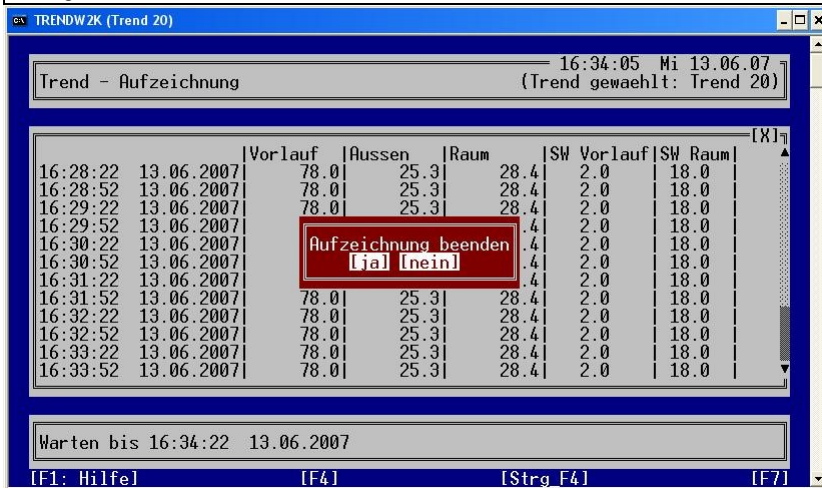 TRENDW2K (Trend 20)
16:34:05 Mi 13.06.07
Trend - Aufzeichnung (Trend gewaehlt: Trend 20)
[X]
|Vorlauf |Aussen |Raum |SW Vorlauf|SW Raum|
16:28:22 13.06.2007| 78.0| 25.3| 28.4| 2.0 | 18.0 |
16:28:52 13.06.2007| 78.0| 25.3| 28.4| 2.0 | 18.0 |
16:29:22 13.06.2007| 78.0| 25.3| 28.4| 2.0 | 18.0 |
16:29:52 13.06.2007| .4| 2.0 | 18.0 |
16:30:22 13.06.2007| Aufzeichnung beenden .4| 2.0 | 18.0 |
16:30:52 13.06.2007| [ja] [nein] .4| 2.0 | 18.0 |
16:31:22 13.06.2007| .4| 2.0 | 18.0 |
16:31:52 13.06.2007| 78.0| 25.3| 28.4| 2.0 | 18.0 |
16:32:22 13.06.2007| 78.0| 25.3| 28.4| 2.0 | 18.0 |
16:32:52 13.06.2007| 78.0| 25.3| 28.4| 2.0 | 18.0 |
16:33:22 13.06.2007| 78.0| 25.3| 28.4| 2.0 | 18.0 |
16:33:52 13.06.2007| 78.0| 25.3| 28.4| 2.0 | 18.0 |
Warten bis 16:34:22 13.06.2007
[F1: Hilfe] [F4] [Strg_F4] [F7]